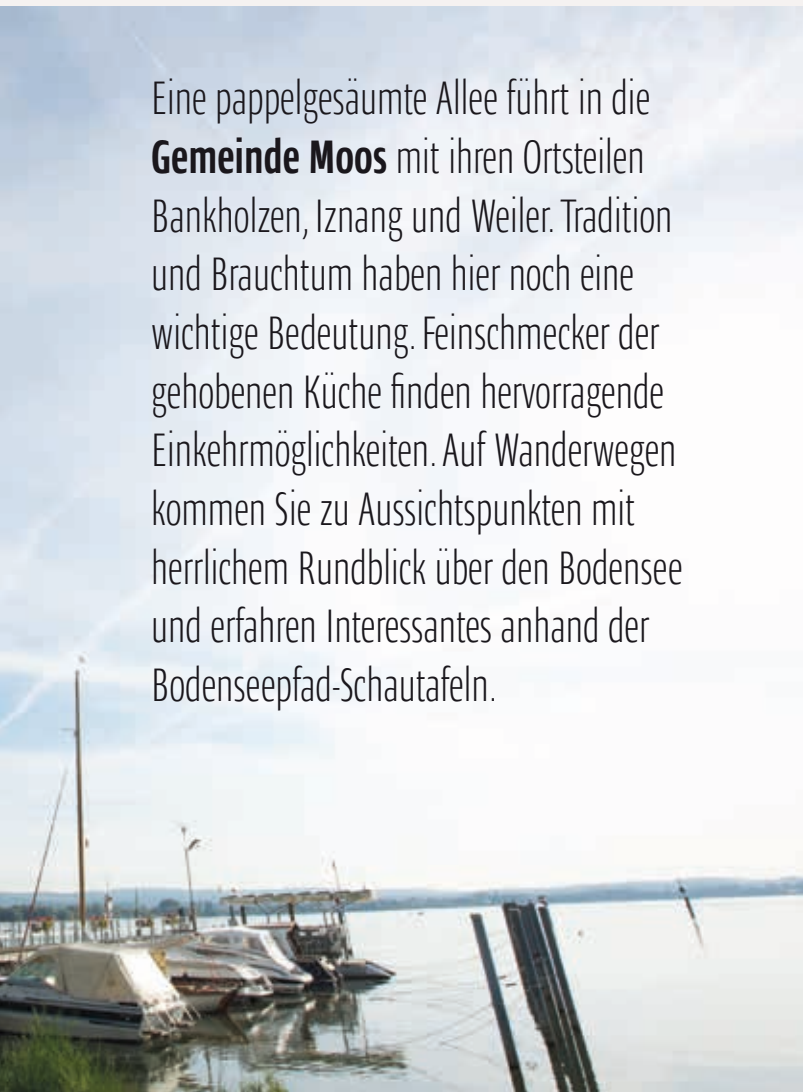 Eine pappelgesäumte Allee führt in die
Gemeinde Moos mit ihren Ortsteilen
Bankholzen, Iznang und Weiler. Tradition
und Brauchtum haben hier noch eine
wichtige Bedeutung. Feinschmecker der
gehobenen Küche finden hervorragende
Einkehrmöglichkeiten. Auf Wanderwegen
kommen Sie zu Aussichtspunkten mit
herrlichem Rundblick über den Bodensee
und erfahren Interessantes anhand der
Bodenseepfad-Schautafeln.